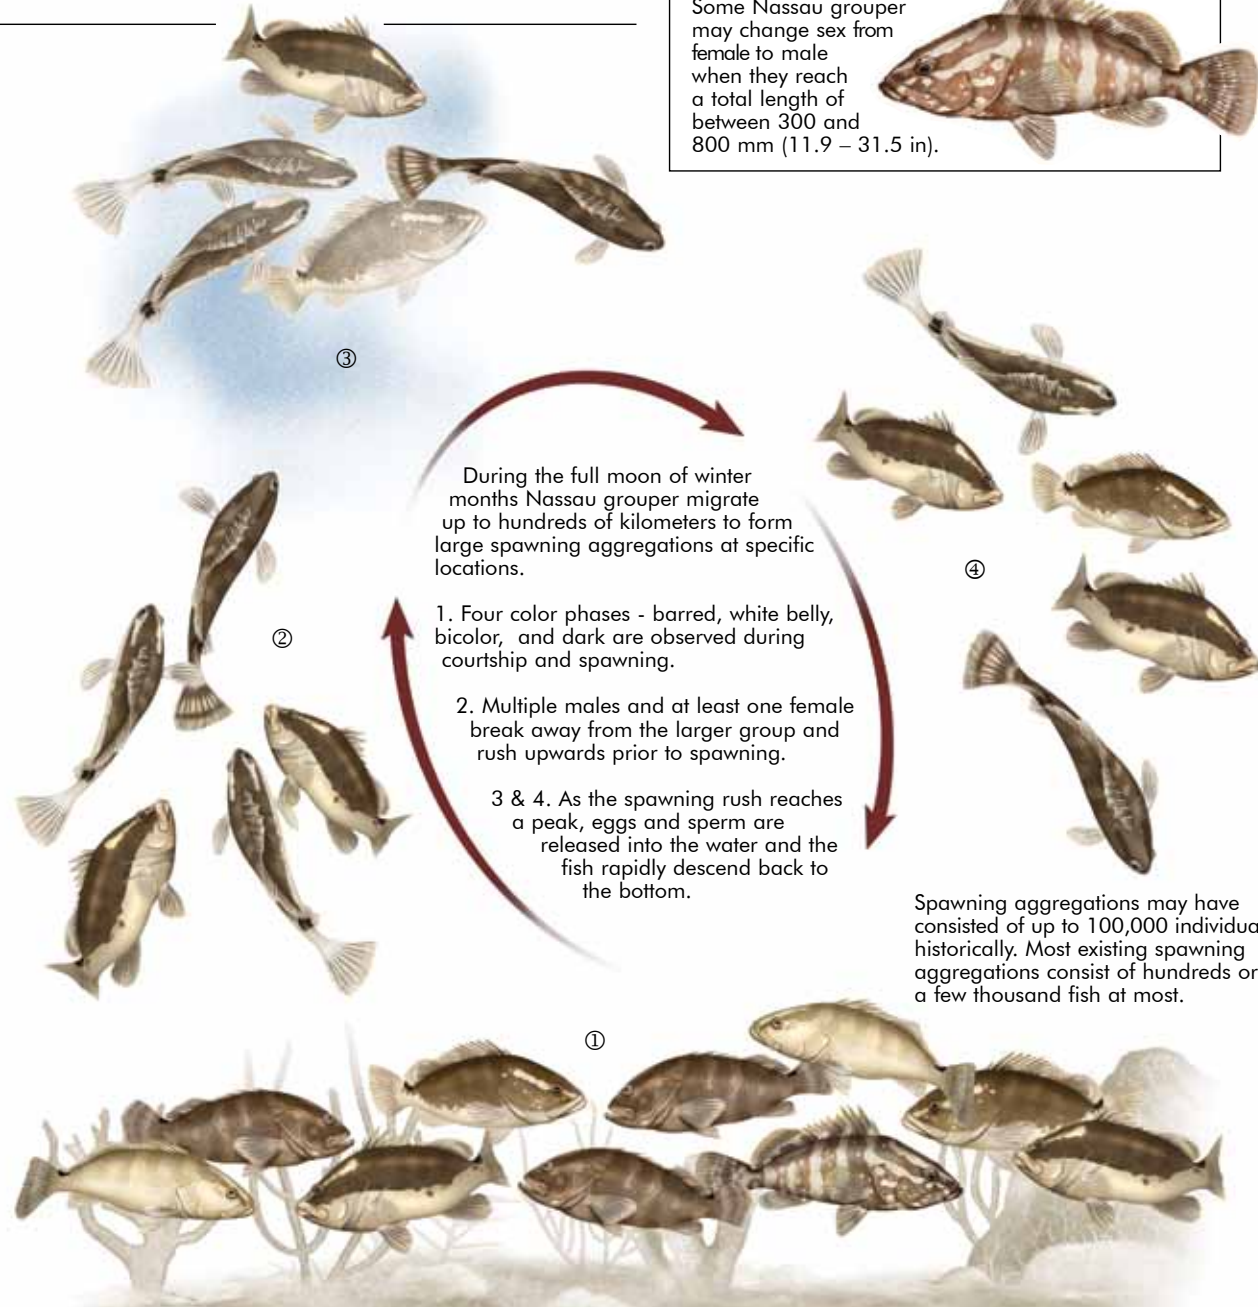 Some Nassau grouper
may change sex from
female to male
when they reach
a total length of
between 300 and
800 mm (11.9 – 31.5 in).
③
④
②
During the full moon of winter
months Nassau grouper migrate
up to hundreds of kilometers to form
large spawning aggregations at specific
locations.
1. Four color phases - barred, white belly,
bicolor, and dark are observed during
courtship and spawning.
2. Multiple males and at least one female
break away from the larger group and
rush upwards prior to spawning.
3 & 4. As the spawning rush reaches
a peak, eggs and sperm are
released into the water and the
fish rapidly descend back to
the bottom.
Spawning aggregations may have
consisted of up to 100,000 individua
historically. Most existing spawning
aggregations consist of hundreds or
a few thousand fish at most.
①